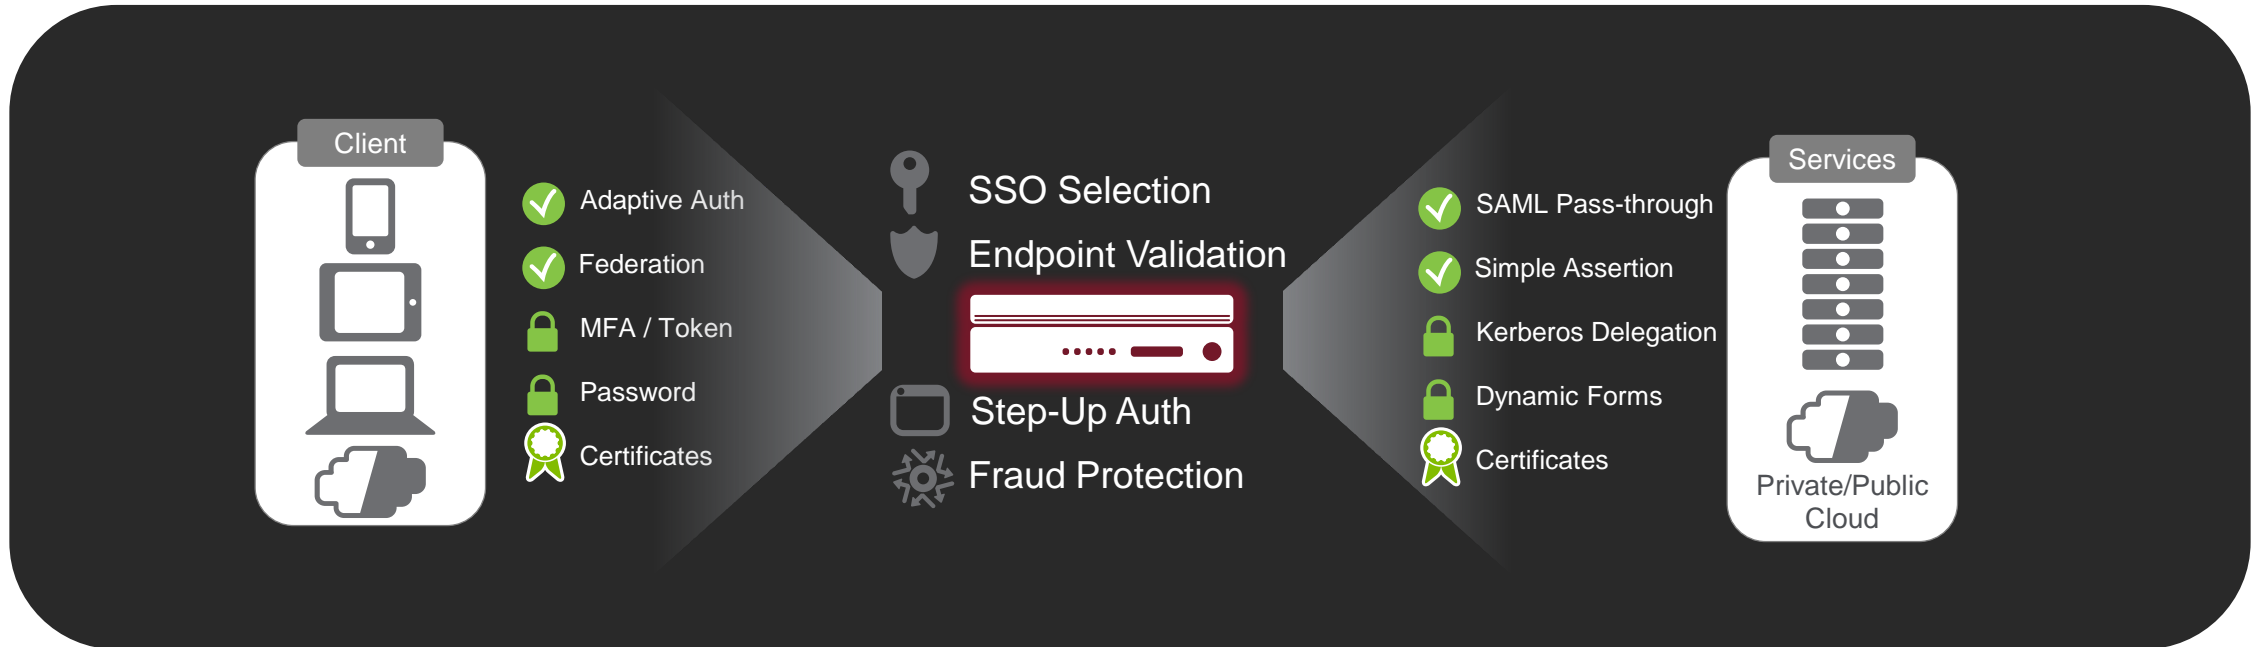 Client
Adaptive Auth
Federation
MFA / Token
Password
Certificates
SSO Selection
Endpoint Validation
Step-Up Auth
Fraud Protection
SAML Pass-through
Simple Assertion
Kerberos Delegation
Dynamic Forms
Certificates
Services
Private/Public
Cloud